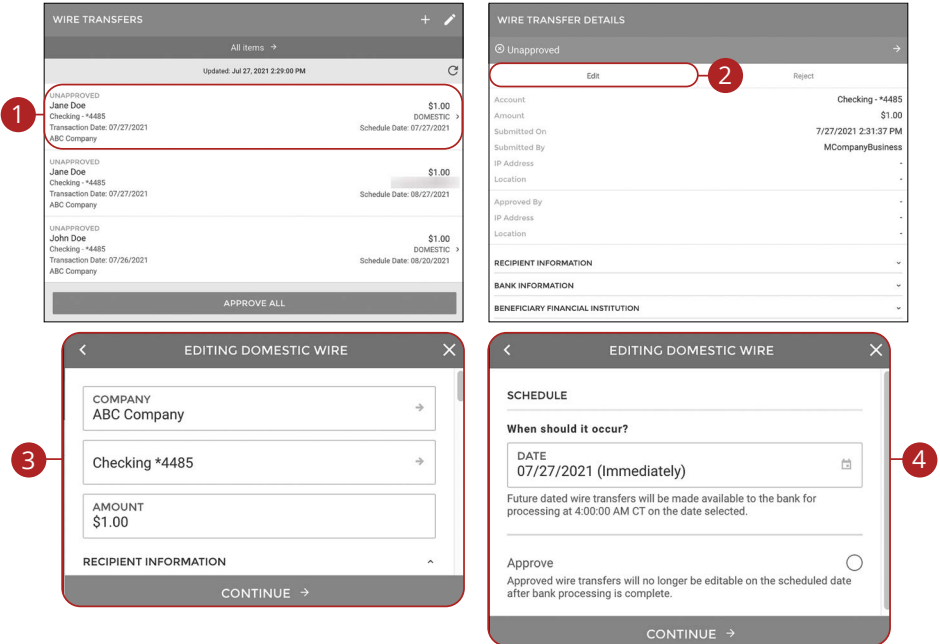 WIRE TRANSFERS
All items →
Updated: Jul 27, 2021 2:29:00 PM
1
UNAPPROVED
Jane Doe $1.00
Checking - *4485 DOMESTIC >
Transaction Date: 07/27/2021 Schedule Date: 07/27/2021
ABC Company
UNAPPROVED
Jane Doe $1.00
Checking - *4485
Transaction Date: 07/27/2021 Schedule Date: 08/27/2021
ABC Company
UNAPPROVED
John Doe $1.00
Checking - *4485 DOMESTIC >
Transaction Date: 07/26/2021 Schedule Date: 08/20/2021
ABC Company
APPROVE ALL
WIRE TRANSFER DETAILS
Unapproved →
Edit 2 Reject
Account Checking - *4485
Amount $1.00
Submitted On 7/27/2021 2:31:37 PM
Submitted By MCompanyBusiness
IP Address -
Location -
Approved By -
IP Address -
Location -
RECIPIENT INFORMATION
BANK INFORMATION
BENEFICIARY FINANCIAL INSTITUTION
3
EDITING DOMESTIC WIRE
COMPANY
ABC Company
Checking *4485
AMOUNT
$1.00
RECIPIENT INFORMATION
CONTINUE →
4
EDITING DOMESTIC WIRE
SCHEDULE
When should it occur?
DATE
07/27/2021 (Immediately)
Future dated wire transfers will be made available to the bank for
processing at 4:00:00 AM CT on the date selected.
Approve
Approved wire transfers will no longer be editable on the scheduled date
after bank processing is complete.
CONTINUE →